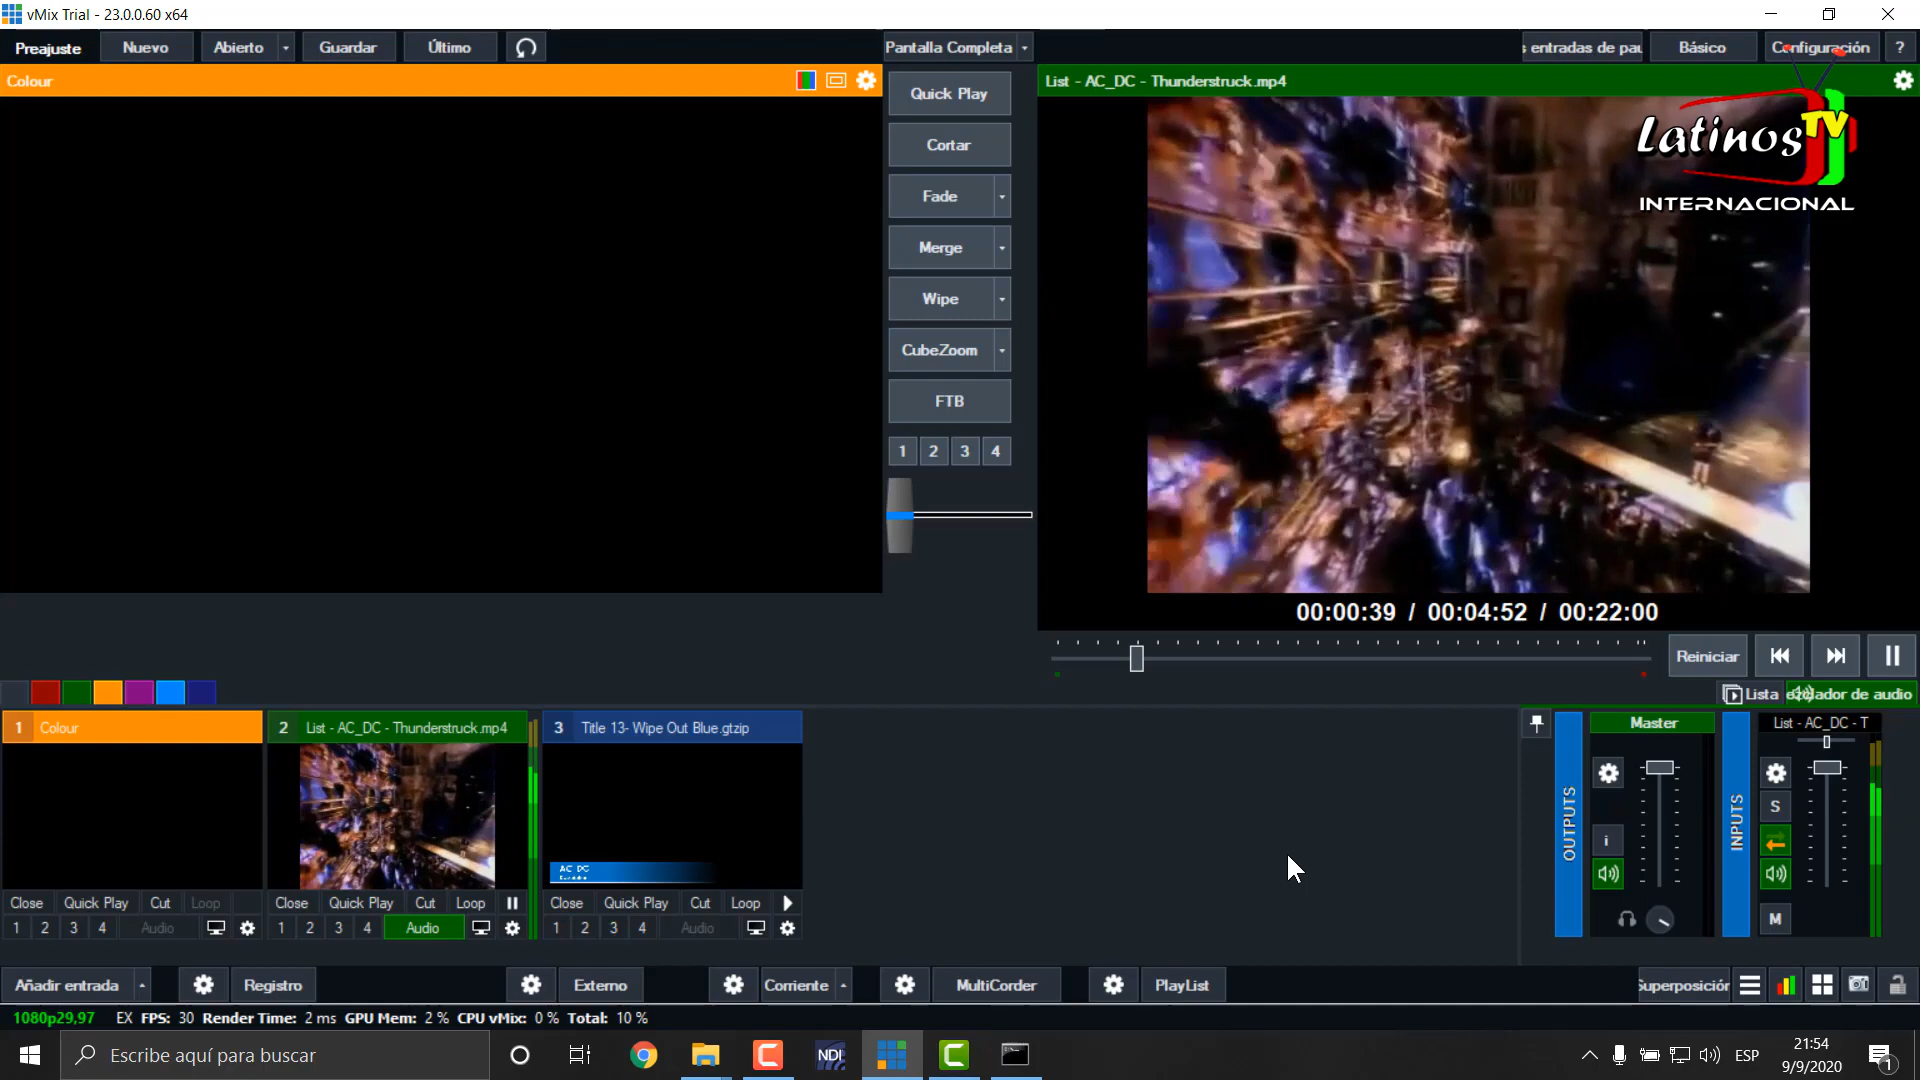 vMix Trial - 23.0.0.60 x64
Preajuste Nuevo Abierto Guardar Último Pantalla Completa s entradas de pau Básico Configuración ?
Colour
List - AC_DC - Thunderstruck.mp4
Latinos TV
INTERNACIONAL
Quick Play
Cortar
Fade
Merge
Wipe
CubeZoom
FTB
1 2 3 4
00:00:39 / 00:04:52 / 00:22:00
Reiniciar
Lista ezclador de audio
1 Colour
2 List - AC_DC - Thunderstruck.mp4
3 Title 13- Wipe Out Blue.gtzip
Master
List - AC_DC - T
AC DC
OUTPUTS
INPUTS
S
i
M
Close Quick Play Cut Loop
Close Quick Play Cut Loop
Close Quick Play Cut Loop
1 2 3 4 Audio
1 2 3 4 Audio
1 2 3 4 Audio
Añadir entrada Registro Externo Corriente MultiCorder PlayList Superposición
1080p29,97 EX FPS: 30 Render Time: 2 ms GPU Mem: 2 % CPU vMix: 0 % Total: 10 %
Escribe aquí para buscar
NDI
ESP
21:54
9/9/2020
1